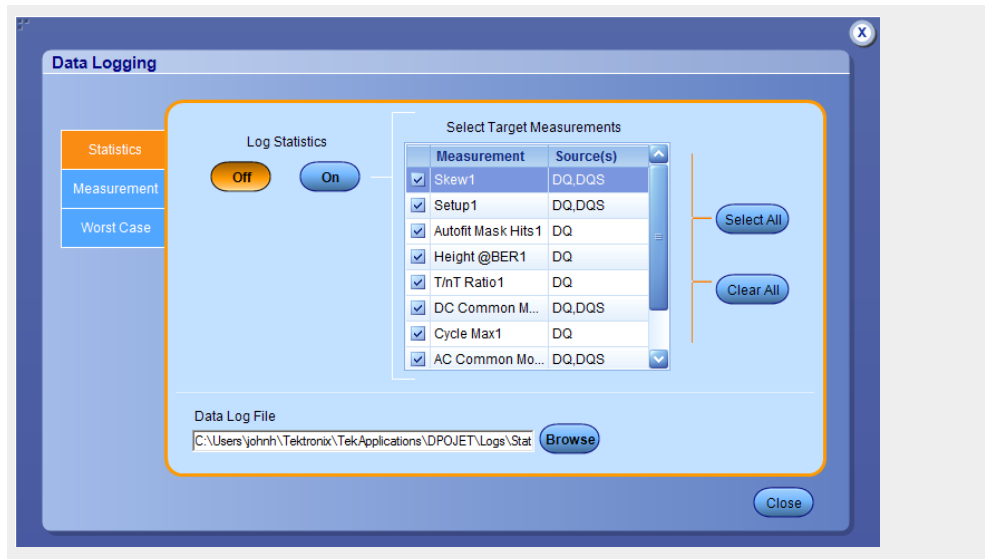 X
Data Logging
Statistics
Measurement
Worst Case
Log Statistics
Off On
Select Target Measurements
Measurement Source(s)
Skew1 DQ,DQS
Setup1 DQ,DQS
Autofit Mask Hits1 DQ
Height @BER1 DQ
T/nT Ratio1 DQ
DC Common M... DQ,DQS
Cycle Max1 DQ
AC Common Mo... DQ,DQS
Select All
Clear All
Data Log File
C:\Users\johnh\Tektronix\TekApplications\DPOJET\Logs\Stat
Browse
Close